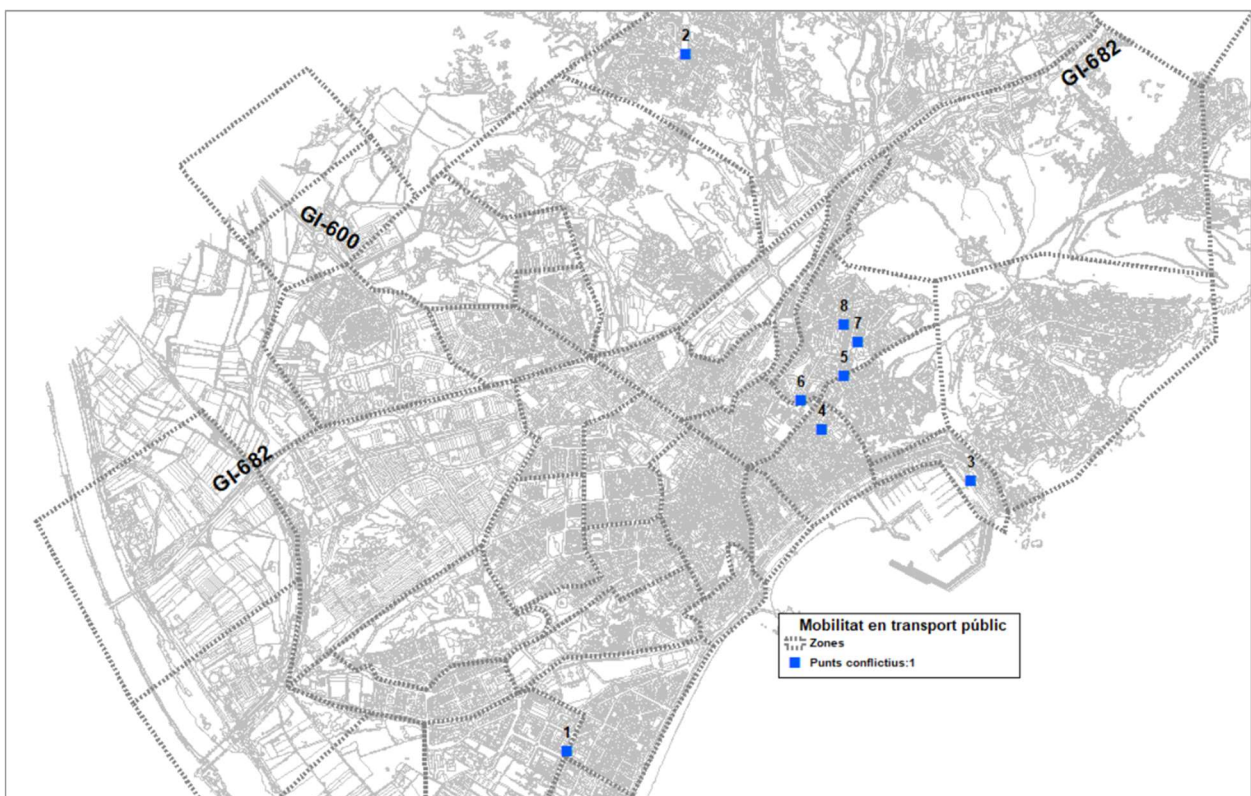 2
GI-682
GI-600
8
7
5
6
4
GI-682
3
Mobilitat en transport públic
Zones
Punts conflictius:1
1